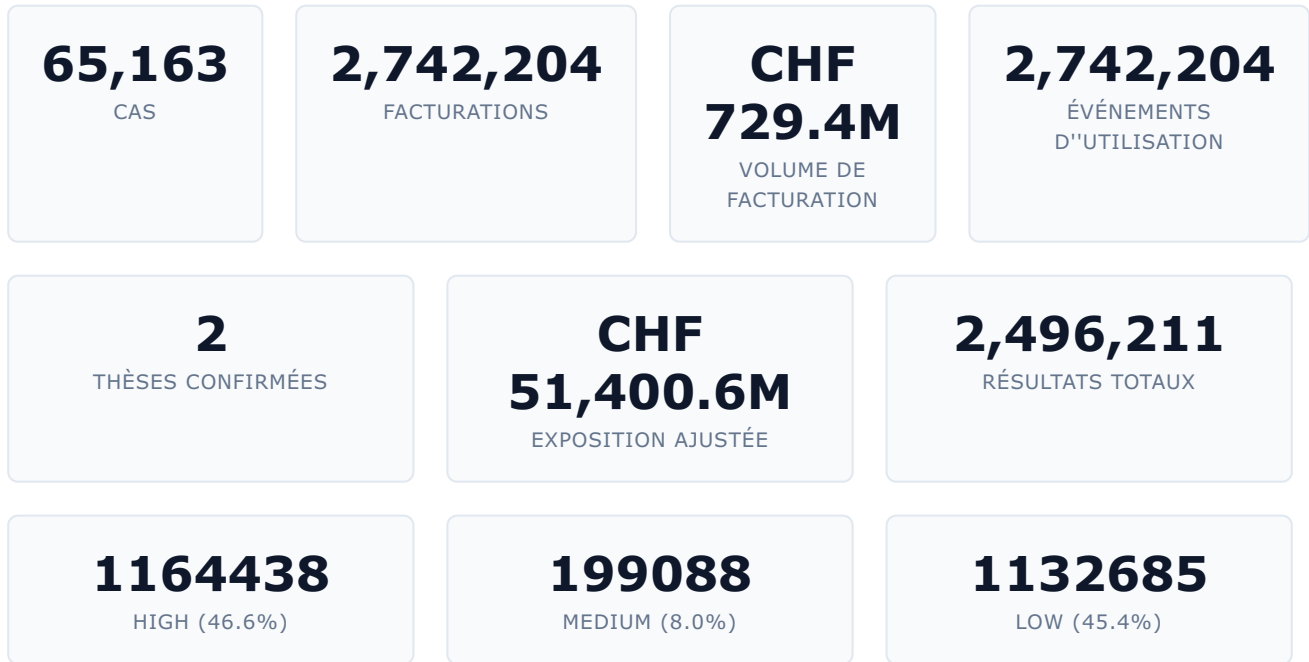 65,163
CAS
2,742,204
FACTURATIONS
CHF
729.4M
VOLUME DE
FACTURATION
2,742,204
ÉVÉNEMENTS
D''UTILISATION
2
THÈSES CONFIRMÉES
CHF
51,400.6M
EXPOSITION AJUSTÉE
2,496,211
RÉSULTATS TOTAUX
1164438
HIGH (46.6%)
199088
MEDIUM (8.0%)
1132685
LOW (45.4%)